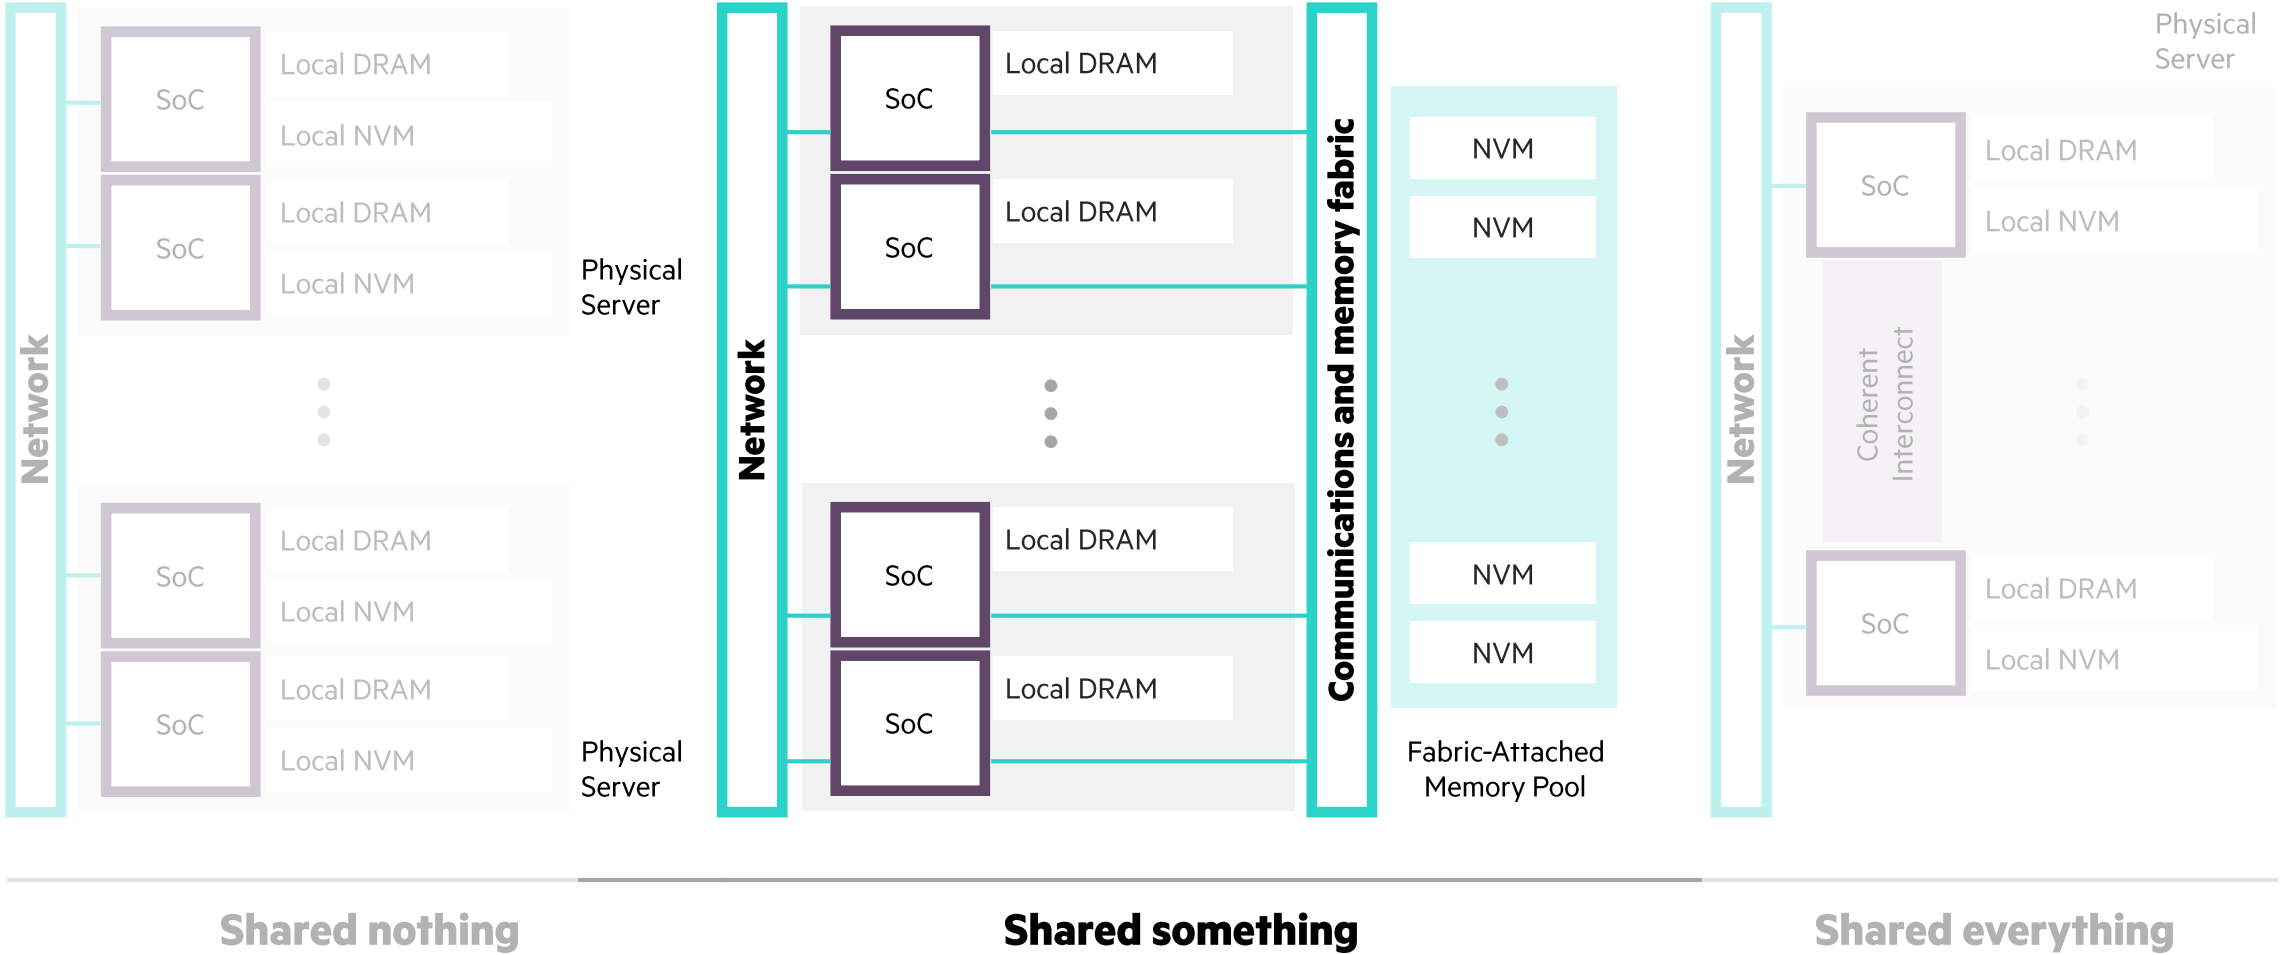 Network
SoC
Local DRAM
Local NVM
SoC
Local DRAM
Local NVM
SoC
Local DRAM
Local NVM
SoC
Local DRAM
Local NVM
Shared nothing
Physical
Server
Physical
Server
Network
SoC
Local DRAM
SoC
Local DRAM
SoC
Local DRAM
SoC
Local DRAM
Communications and memory fabric
NVM
NVM
NVM
NVM
Fabric-Attached
Memory Pool
Shared something
Physical
Server
Network
SoC
Local DRAM
Local NVM
Coherent
Interconnect
SoC
Local DRAM
Local NVM
Shared everything